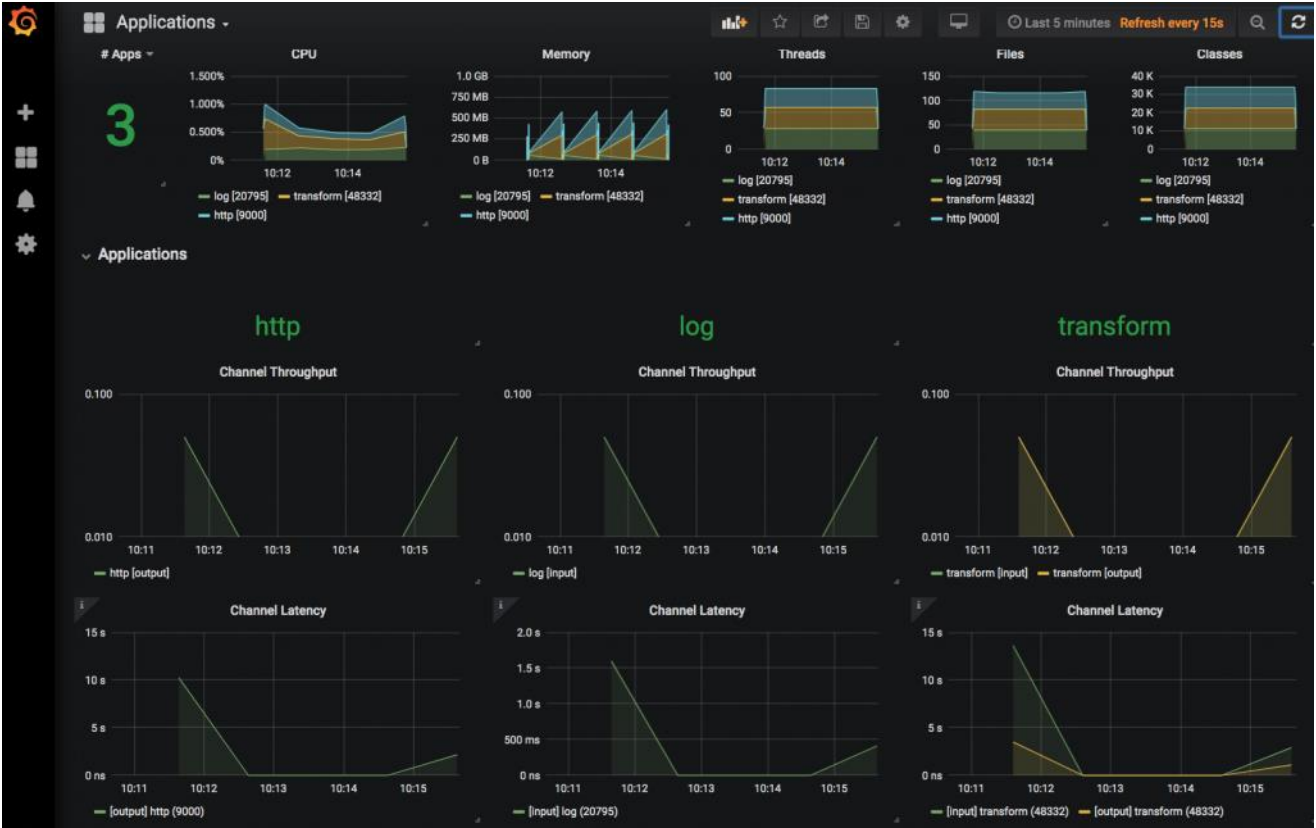 Applications
Last 5 minutes Refresh every 15s
# Apps
3
CPU
1.500%
1.000%
0.500%
0%
10:12 10:14
log [20795] transform [48332]
http [9000]
Memory
1.0 GB
750 MB
500 MB
250 MB
0 B
10:12 10:14
log [20795] transform [48332]
http [9000]
Threads
100
50
0
10:12 10:14
log [20795]
transform [48332]
http [9000]
Files
150
100
50
0
10:12 10:14
log [20795]
transform [48332]
http [9000]
Classes
40 K
30 K
20 K
10 K
0
10:12 10:14
log [20795]
transform [48332]
http [9000]
Applications
http
log
transform
Channel Throughput
0.100
0.010
10:11 10:12 10:13 10:14 10:15
http [output]
Channel Throughput
0.100
0.010
10:11 10:12 10:13 10:14 10:15
log [input]
Channel Throughput
0.100
0.010
10:11 10:12 10:13 10:14 10:15
transform [input] transform [output]
Channel Latency
15 s
10 s
5 s
0 ns
10:11 10:12 10:13 10:14 10:15
[output] http (9000)
Channel Latency
2.0 s
1.5 s
1.0 s
500 ms
0 ns
10:11 10:12 10:13 10:14 10:15
[input] log (20795)
Channel Latency
15 s
10 s
5 s
0 ns
10:11 10:12 10:13 10:14 10:15
[input] transform (48332) [output] transform (48332)